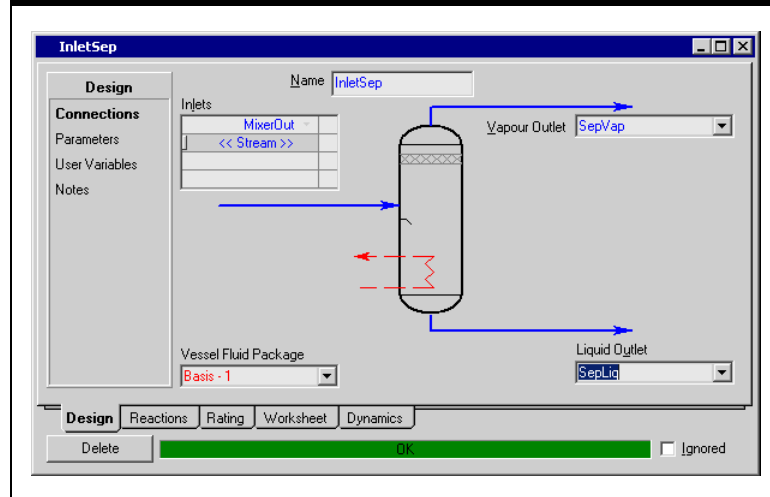 InletSep
Design
Connections
Parameters
User Variables
Notes
Name InletSep
Inlets
MixerOut
<< Stream >>
Vapour Outlet SepVap
Vessel Fluid Package
Basis - 1
Liquid Outlet
SepLiq
Design Reactions Rating Worksheet Dynamics
Delete OK Ignored